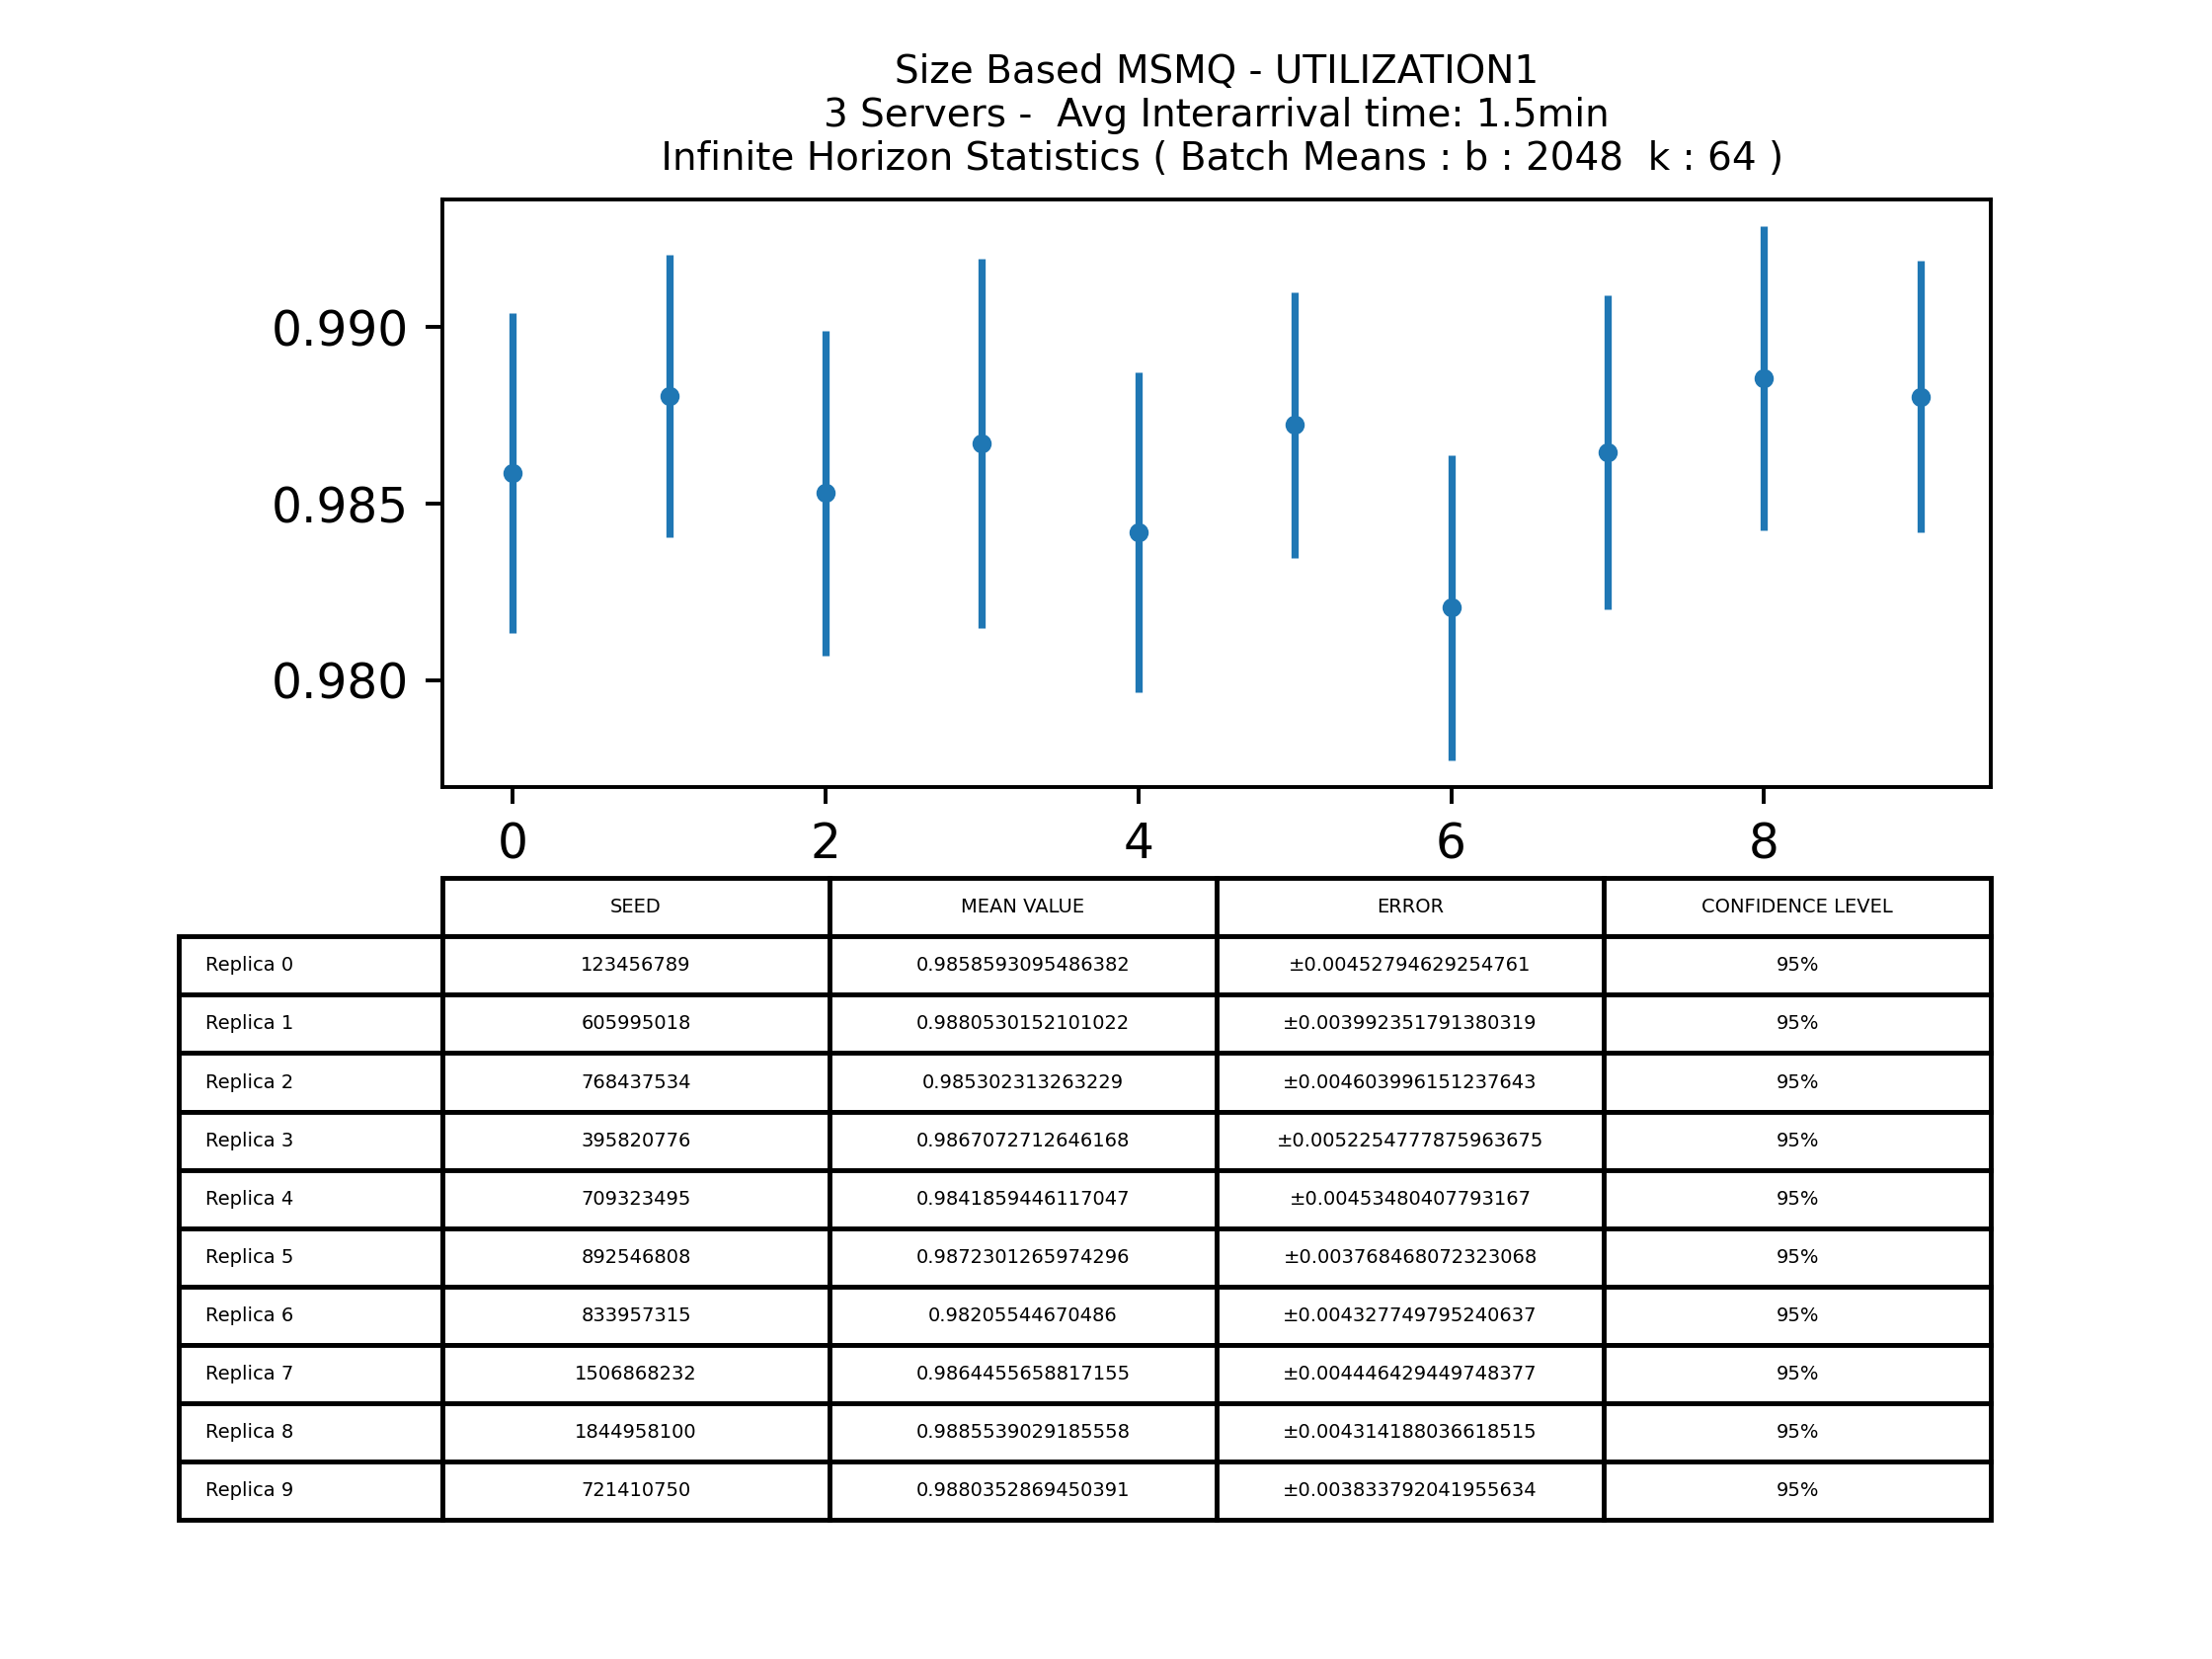 Size Based MSMQ - UTILIZATION1
3 Servers -  Avg Interarrival time: 1.5min
Infinite Horizon Statistics ( Batch Means : b : 2048  k : 64 )
0.990
0.985
0.980
0 2 4 6 8
SEED MEAN VALUE ERROR CONFIDENCE LEVEL
Replica 0 123456789 0.9858593095486382 ±0.00452794629254761 95%
Replica 1 605995018 0.9880530152101022 ±0.003992351791380319 95%
Replica 2 768437534 0.985302313263229 ±0.004603996151237643 95%
Replica 3 395820776 0.9867072712646168 ±0.0052254777875963675 95%
Replica 4 709323495 0.9841859446117047 ±0.00453480407793167 95%
Replica 5 892546808 0.9872301265974296 ±0.003768468072323068 95%
Replica 6 833957315 0.98205544670486 ±0.004327749795240637 95%
Replica 7 1506868232 0.9864455658817155 ±0.004446429449748377 95%
Replica 8 1844958100 0.9885539029185558 ±0.004314188036618515 95%
Replica 9 721410750 0.9880352869450391 ±0.003833792041955634 95%